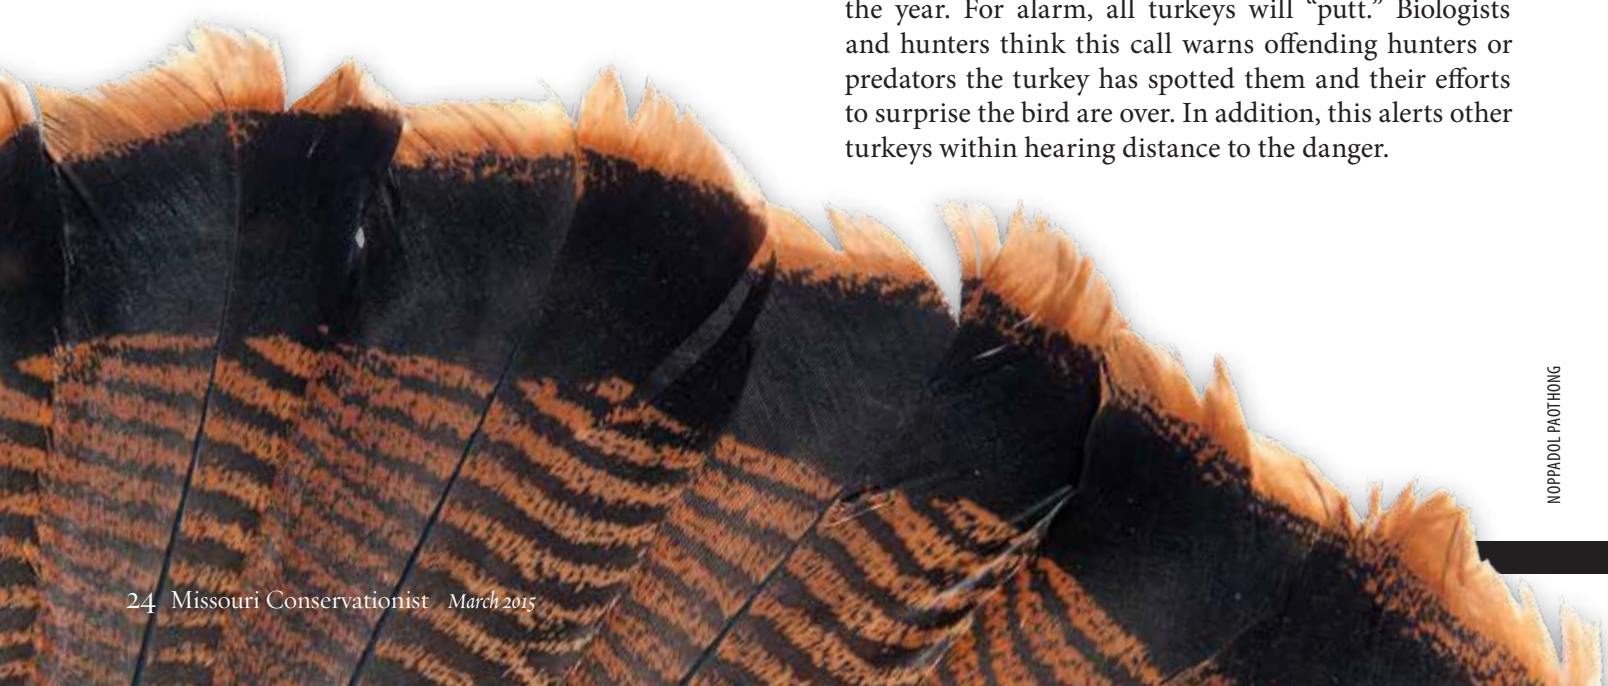 the year. For alarm, all turkeys will “putt.” Biologists
and hunters think this call warns offending hunters or
predators the turkey has spotted them and their efforts
to surprise the bird are over. In addition, this alerts other
turkeys within hearing distance to the danger.
NOPPADOL PAOTHONG
24 Missouri Conservationist March 2015